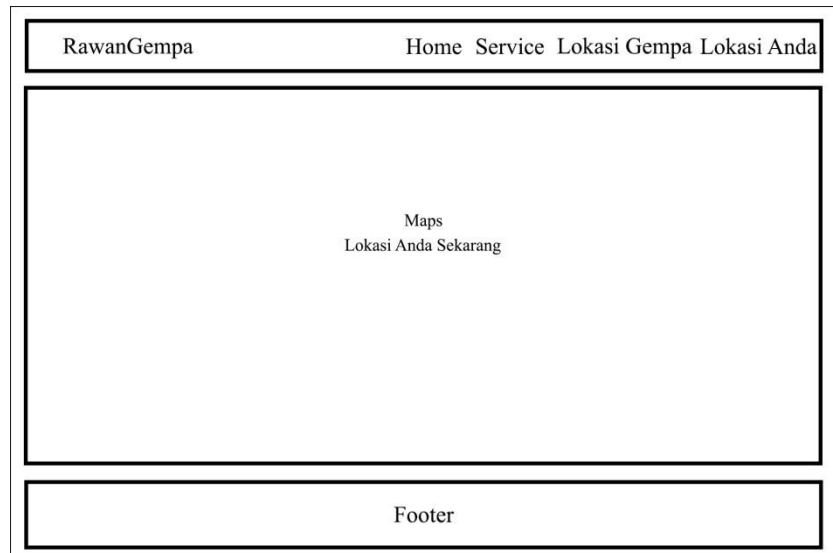 RawanGempa Home Service Lokasi Gempa Lokasi Anda
Maps
Lokasi Anda Sekarang
Footer